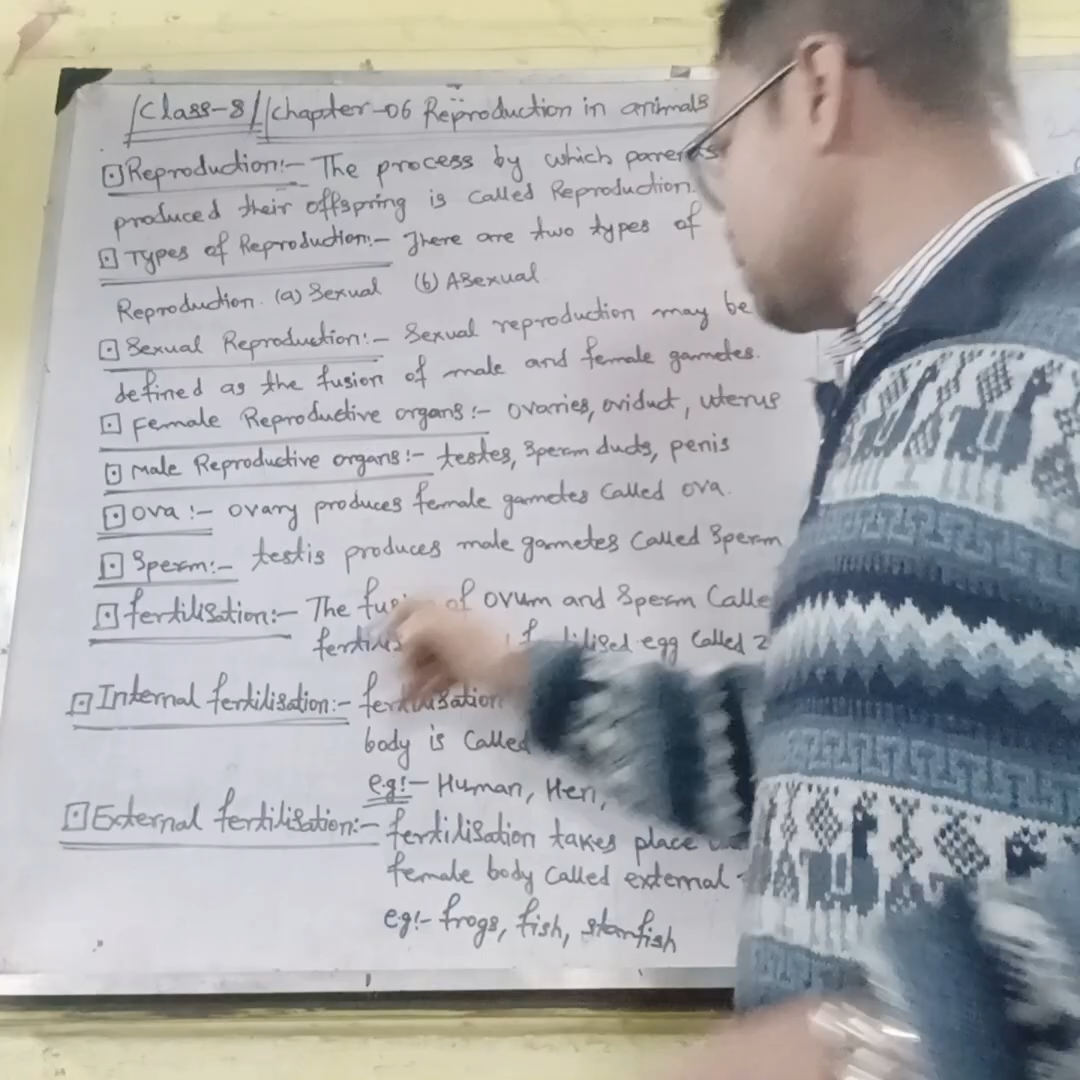 Class-8 // Chapter-06 Reproduction in animals
Reproduction:- The process by which parents
produced their offspring is called Reproduction.
Types of Reproduction:- There are two types of
Reproduction. (a) Sexual (b) ASexual
Sexual Reproduction:- Sexual reproduction may be
defined as the fusion of male and female gametes.
Female Reproductive organs:- ovaries, oviduct, uterus
male Reproductive organs:- testes, Sperm ducts, penis
ova:- ovary produces female gametes called ova.
Sperm:- testis produces male gametes called Sperm
fertilisation:- The of ovum and Sperm
egg called
Internal fertilisation:- fertilisation
body is called
e.g:- Human, Hen,
External fertilisation:- fertilisation takes place
female body called external
eg:- frogs, fish, starfish